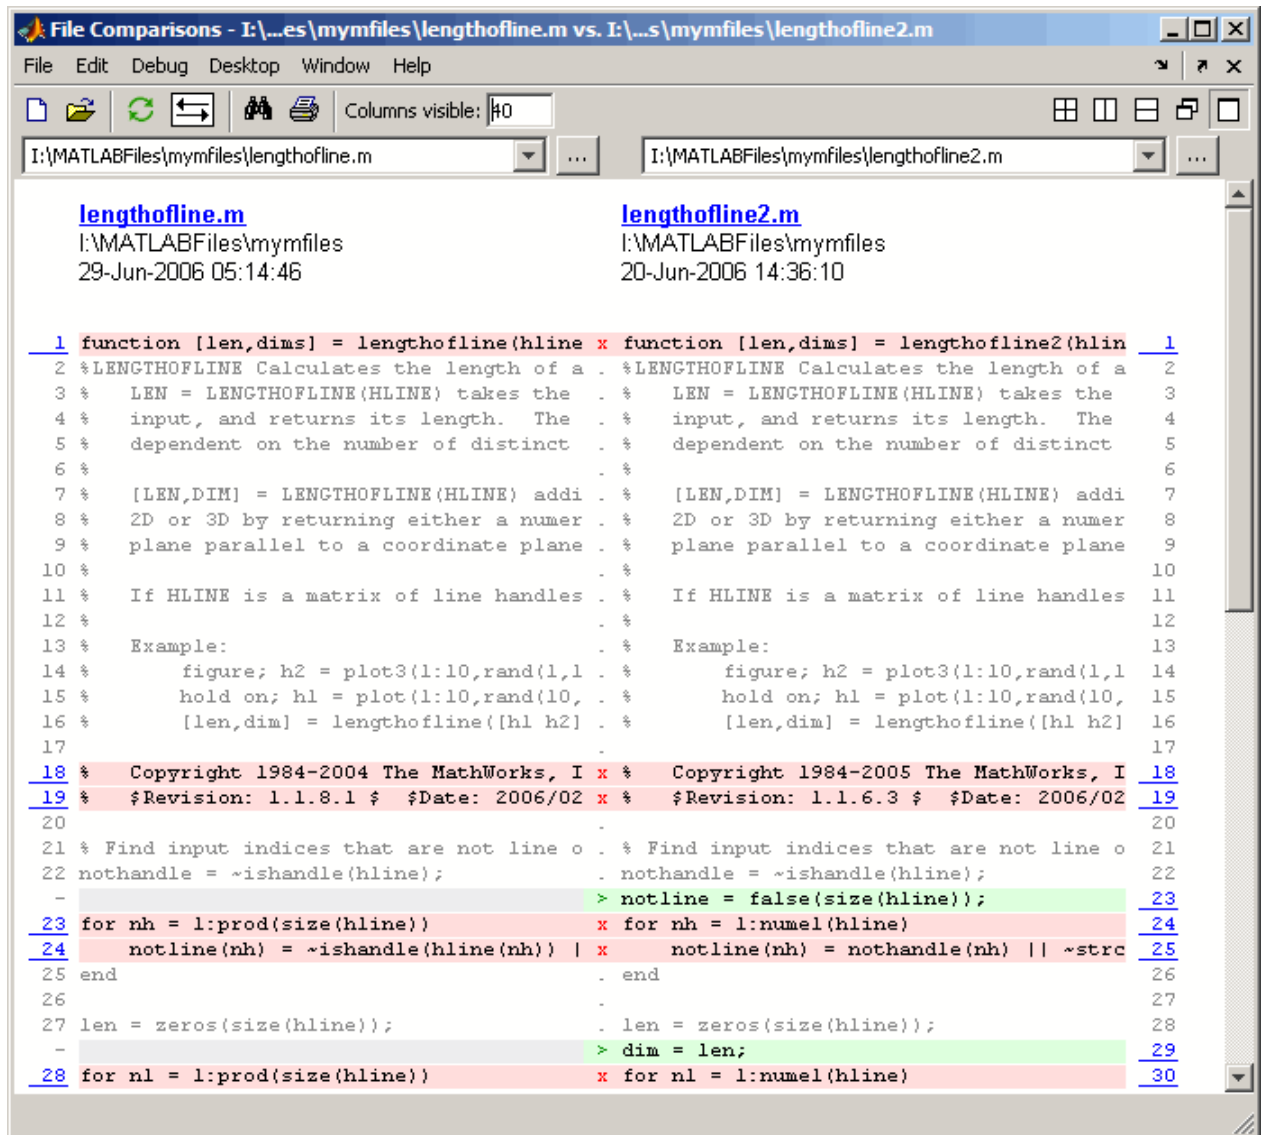 File Comparisons - I:\...es\mymfiles\lengthofline.m vs. I:\...s\mymfiles\lengthofline2.m
File Edit Debug Desktop Window Help
Columns visible: 40
I:\MATLABFiles\mymfiles\lengthofline.m ... I:\MATLABFiles\mymfiles\lengthofline2.m ...
lengthofline.m lengthofline2.m
I:\MATLABFiles\mymfiles I:\MATLABFiles\mymfiles
29-Jun-2006 05:14:46 20-Jun-2006 14:36:10
1 function [len,dims] = lengthofline(hline x function [len,dims] = lengthofline2(hlin 1
2 %LENGTHOFLINE Calculates the length of a . %LENGTHOFLINE Calculates the length of a 2
3 % LEN = LENGTHOFLINE(HLINE) takes the . % LEN = LENGTHOFLINE(HLINE) takes the 3
4 % input, and returns its length. The . % input, and returns its length. The 4
5 % dependent on the number of distinct . % dependent on the number of distinct 5
6 % . % 6
7 % [LEN,DIM] = LENGTHOFLINE(HLINE) addi . % [LEN,DIM] = LENGTHOFLINE(HLINE) addi 7
8 % 2D or 3D by returning either a numer . % 2D or 3D by returning either a numer 8
9 % plane parallel to a coordinate plane . % plane parallel to a coordinate plane 9
10 % . % 10
11 % If HLINE is a matrix of line handles . % If HLINE is a matrix of line handles 11
12 % . % 12
13 % Example: . % Example: 13
14 % figure; h2 = plot3(1:10,rand(1,1 . % figure; h2 = plot3(1:10,rand(1,1 14
15 % hold on; h1 = plot(1:10,rand(10, . % hold on; h1 = plot(1:10,rand(10, 15
16 % [len,dim] = lengthofline([h1 h2] . % [len,dim] = lengthofline([h1 h2] 16
17 . 17
18 % Copyright 1984-2004 The MathWorks, I x % Copyright 1984-2005 The MathWorks, I 18
19 % $Revision: 1.1.8.1 $ $Date: 2006/02 x % $Revision: 1.1.6.3 $ $Date: 2006/02 19
20 . 20
21 % Find input indices that are not line o . % Find input indices that are not line o 21
22 nothandle = ~ishandle(hline); . nothandle = ~ishandle(hline); 22
- > notline = false(size(hline)); 23
23 for nh = 1:prod(size(hline)) x for nh = 1:numel(hline) 24
24 notline(nh) = ~ishandle(hline(nh)) | x notline(nh) = nothandle(nh) || ~strc 25
25 end . end 26
26 . 27
27 len = zeros(size(hline)); . len = zeros(size(hline)); 28
- > dim = len; 29
28 for nl = 1:prod(size(hline)) x for nl = 1:numel(hline) 30